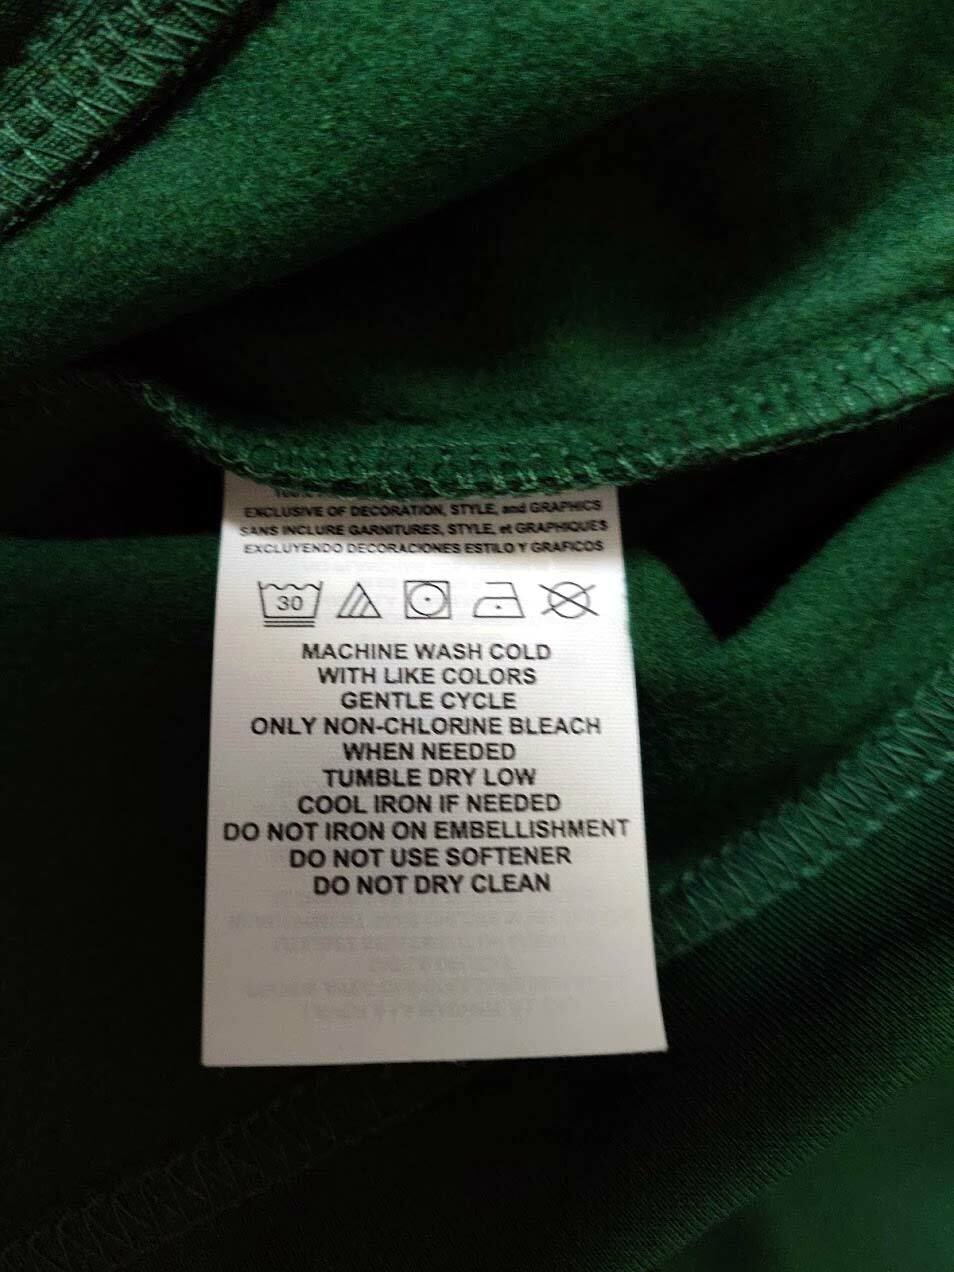 EXCLUSIVE OF DECORATION, STYLE, and GRAPHICS
SANS INCLURE GARNITURES, STYLE, et GRAPHIQUES
EXCLUYENDO DECORACIONES ESTILO Y GRAFICOS
30
MACHINE WASH COLD
WITH LIKE COLORS
GENTLE CYCLE
ONLY NON-CHLORINE BLEACH
WHEN NEEDED
TUMBLE DRY LOW
COOL IRON IF NEEDED
DO NOT IRON ON EMBELLISHMENT
DO NOT USE SOFTENER
DO NOT DRY CLEAN